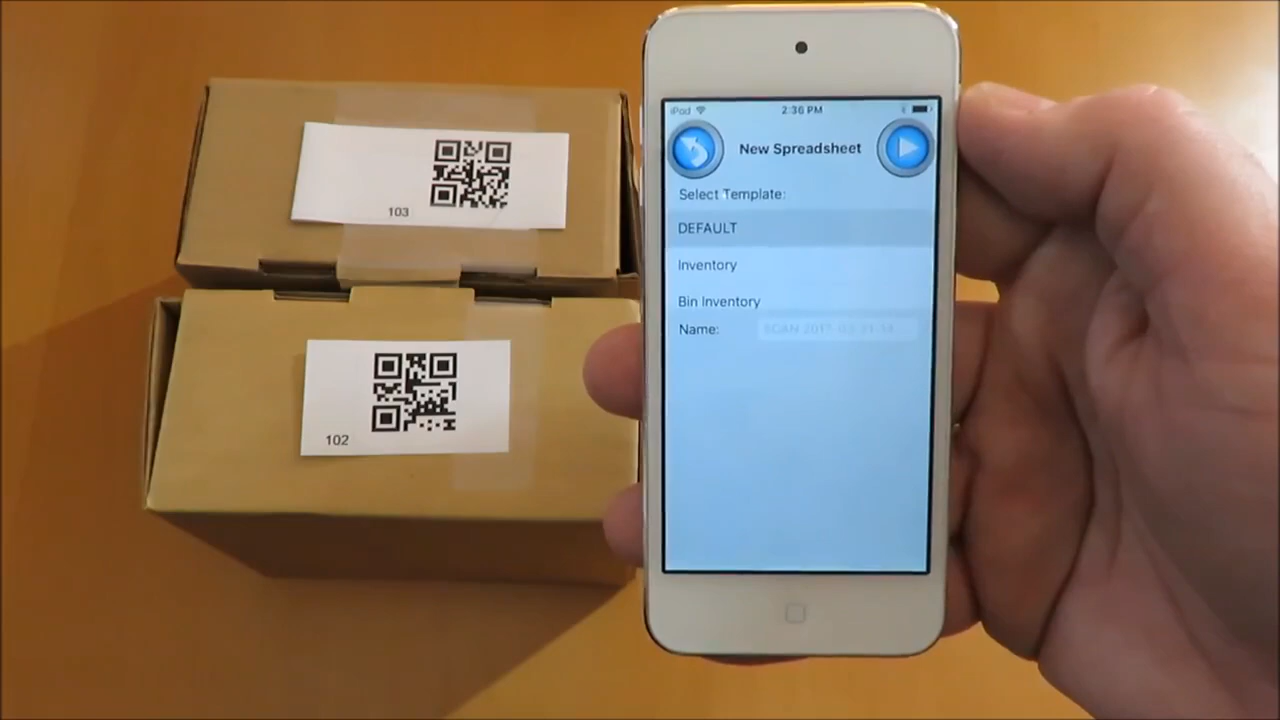 103
102
iPod
2:36 PM
New Spreadsheet
Select Template:
DEFAULT
Inventory
Bin Inventory
Name: